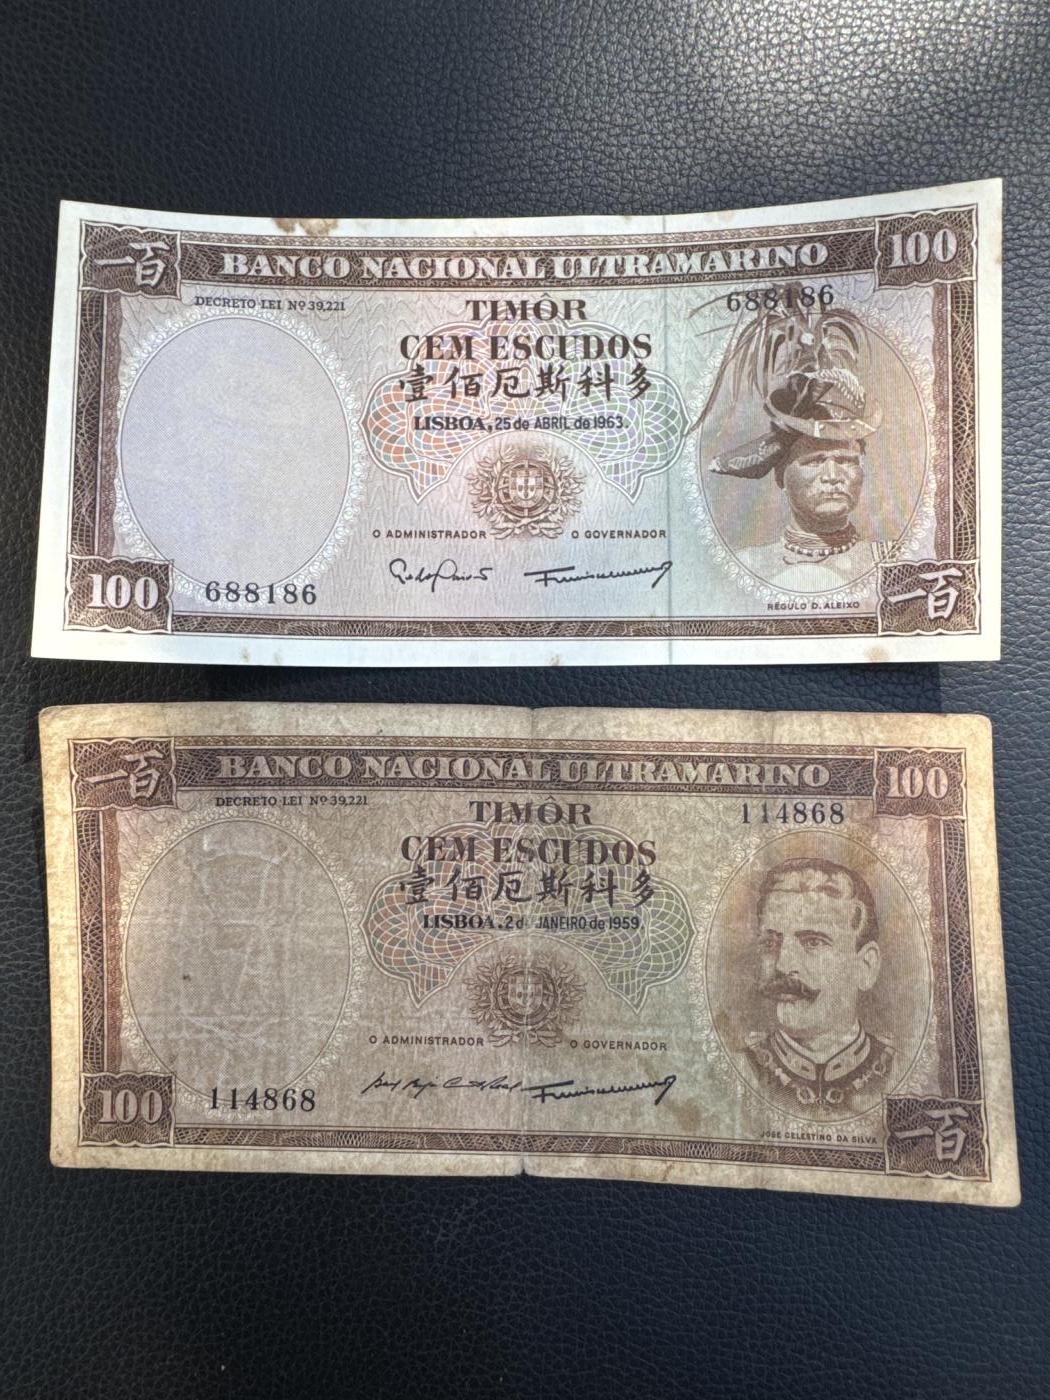 一百 BANCO NACIONAL ULTRAMARINO 100
DECRETO LEI Nº 39,221 TIMÔR 688186
CEM ESCUDOS
壹佰厄斯科多
LISBOA, 25 de ABRIL de 1963.
O ADMINISTRADOR O GOVERNADOR
100 688186 REGULO D. ALEIXO 一百
一百 BANCO NACIONAL ULTRAMARINO 100
DECRETO LEI Nº 39,221 TIMÔR 114868
CEM ESCUDOS
壹佰厄斯科多
LISBOA. 2 d JANEIRO de 1959.
O ADMINISTRADOR O GOVERNADOR
100 114868 JOSÉ CELESTINO DA SILVA 一百